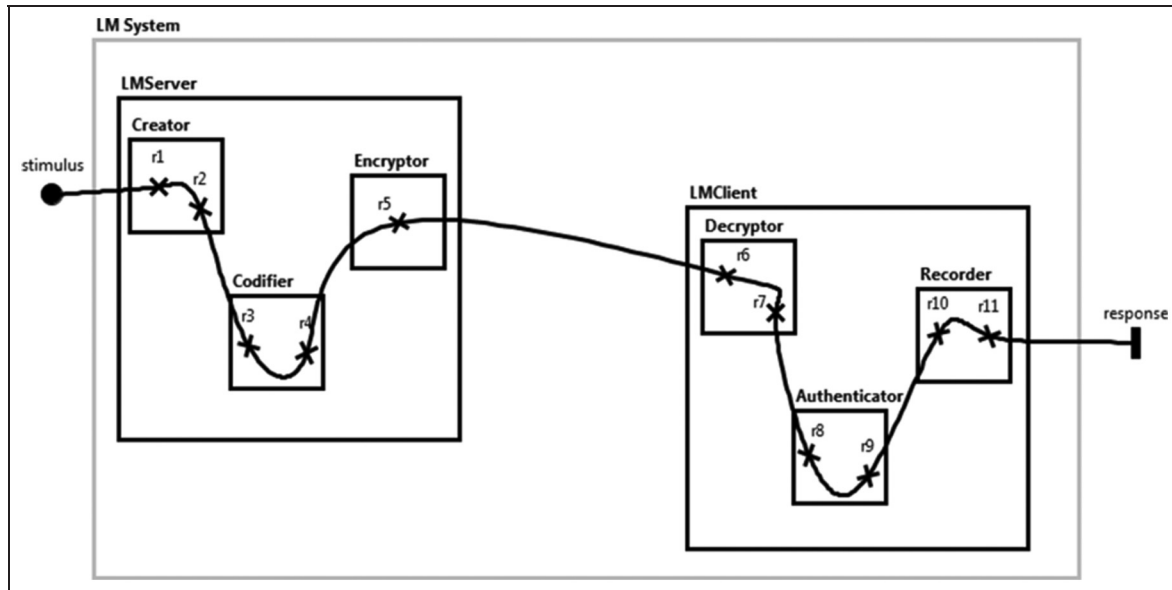 LM System
LMServer
Creator
r1
r2
stimulus
Encryptor
r5
Codifier
r3
r4
LMClient
Decryptor
r6
r7
Authenticator
r8
r9
Recorder
r10
r11
response